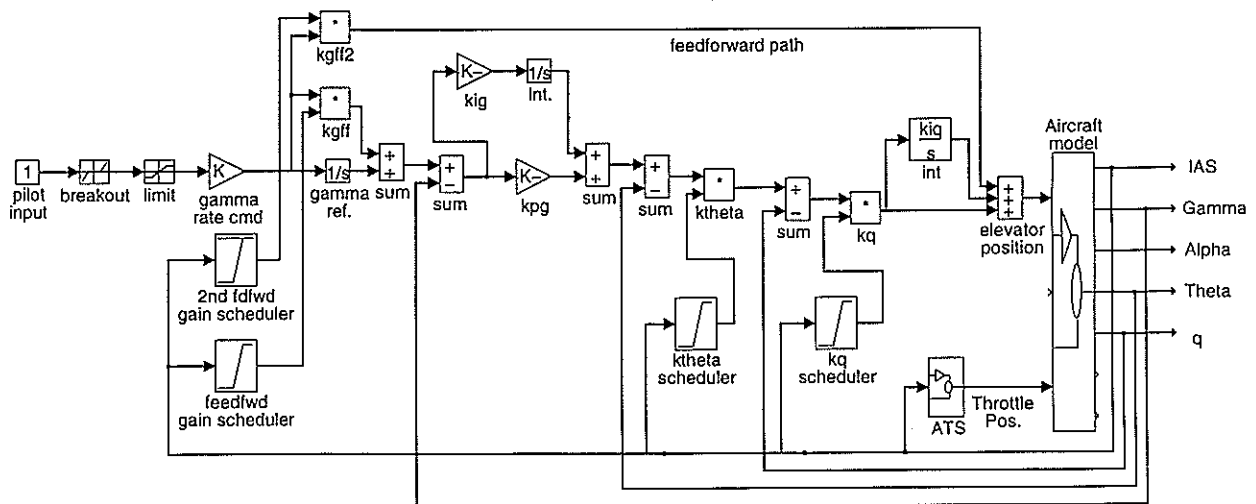 kgff2
feedforward path
K-
kig
1/s
Int.
kgff
1
pilot
input
breakout
limit
K
gamma
rate cmd
1/s
gamma
ref.
sum
sum
K-
kpg
sum
sum
ktheta
sum
kq
kiq
s
int
elevator
position
Aircraft
model
IAS
Gamma
Alpha
Theta
q
2nd fdfwd
gain scheduler
feedfwd
gain scheduler
ktheta
scheduler
kq
scheduler
ATS
Throttle
Pos.